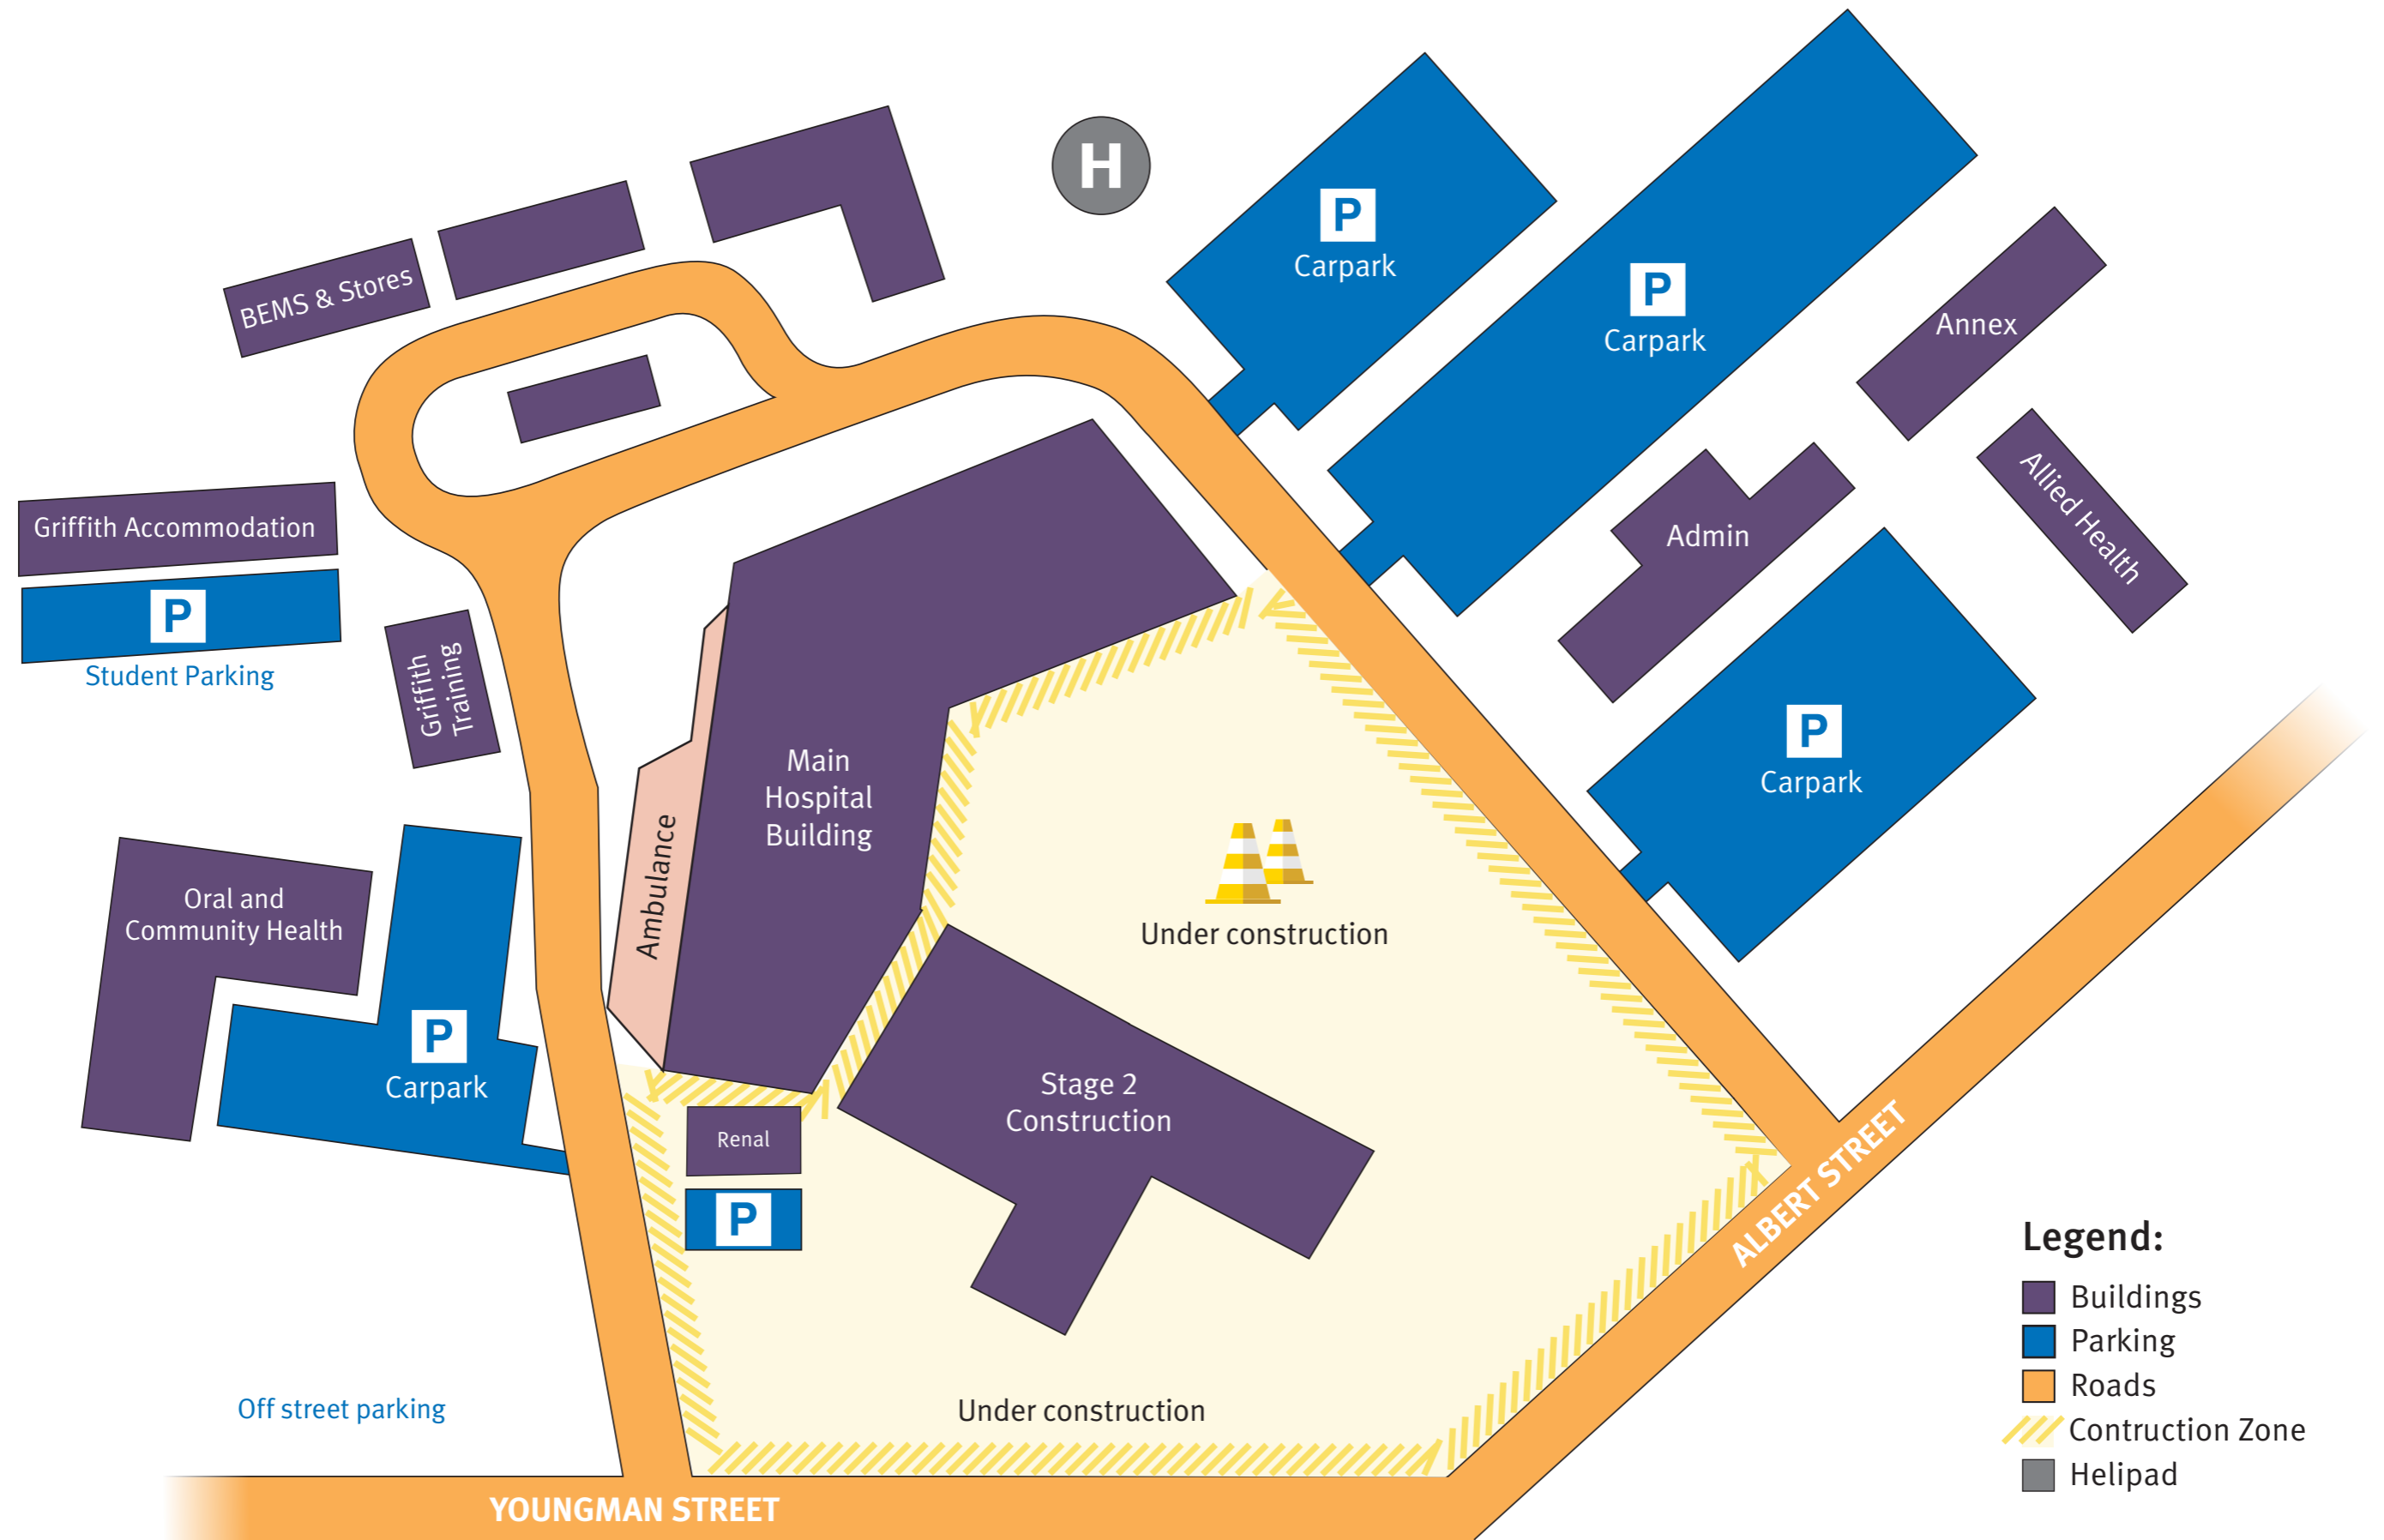 H
P
Carpark
P
Carpark
BEMS & Stores
Annex
Griffith Accommodation
P
Student Parking
Griffith
Training
Admin
Allied Health
P
Carpark
Main
Hospital
Building
Ambulance
Oral and
Community Health
P
Carpark
Under construction
Stage 2
Construction
Renal
P
Under construction
Off street parking
YOUNGMAN STREET
ALBERT STREET
Legend:
Buildings
Parking
Roads
Contruction Zone
Helipad